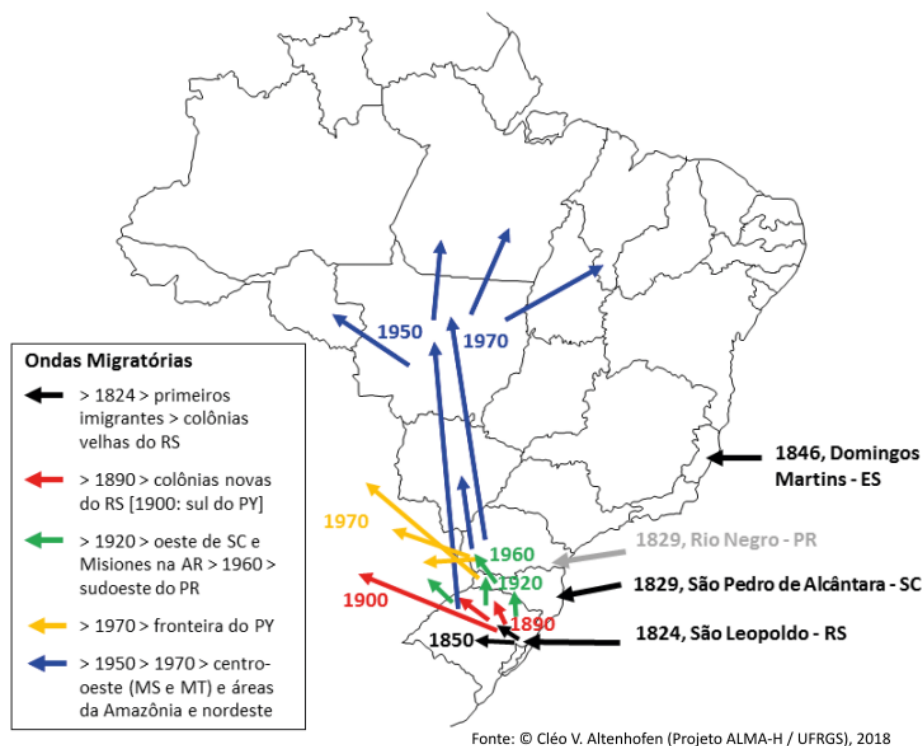 1950
1970
Ondas Migratórias
> 1824 > primeiros
imigrantes > colônias
velhas do RS
> 1890 > colônias novas
do RS [1900: sul do PY]
> 1920 > oeste de SC e
Misiones na AR > 1960 >
sudoeste do PR
> 1970 > fronteira do PY
> 1950 > 1970 > centro-
oeste (MS e MT) e áreas
da Amazônia e nordeste
1846, Domingos
Martins - ES
1970
1960
1829, Rio Negro - PR
1920
1829, São Pedro de Alcântara - SC
1900
1890
1850
1824, São Leopoldo - RS
Fonte: © Cléo V. Altenhofen (Projeto ALMA-H / UFRGS), 2018